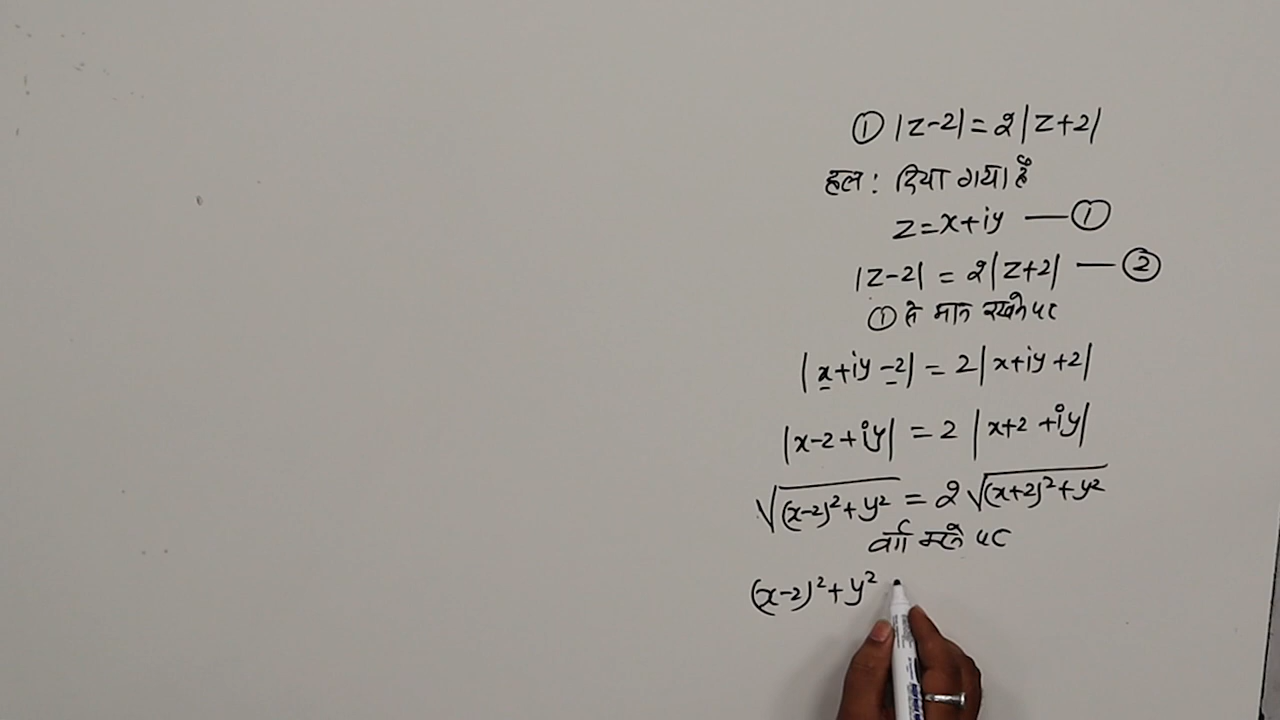 ① |z-2| = 2|z+2|
हल : दिया गया है
z = x+iy — ①
|z-2| = 2|z+2| — ②
① से मान रखने पर
|x+iy-2| = 2|x+iy+2|
|x-2+iy| = 2|x+2+iy|
√((x-2)²+y²) = 2√((x+2)²+y²)
वर्ग करने पर
(x-2)²+y²